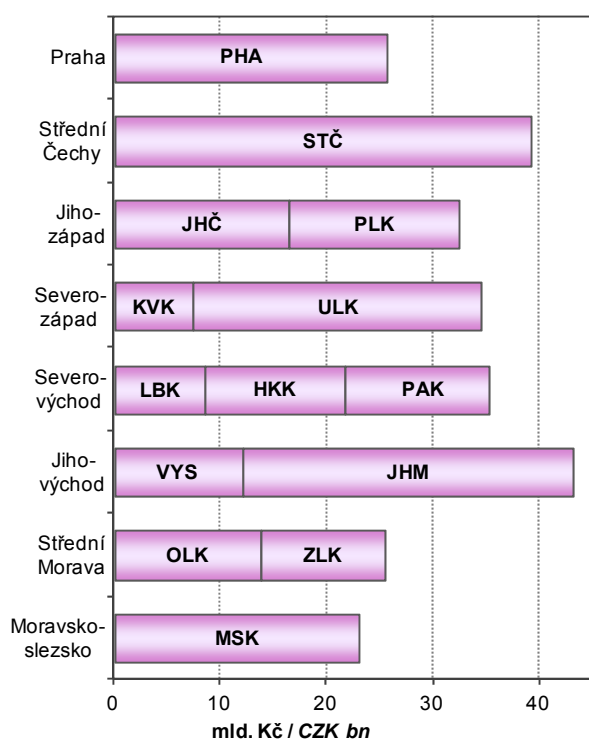 Praha
PHA
Střední
Čechy
STČ
Jiho-
západ
JHČ PLK
Severo-
západ
KVK ULK
Severo-
východ
LBK HKK PAK
Jiho-
východ
VYS JHM
Střední
Morava
OLK ZLK
Moravsko-
slezsko
MSK
0 10 20 30 40
mld. Kč / CZK bn